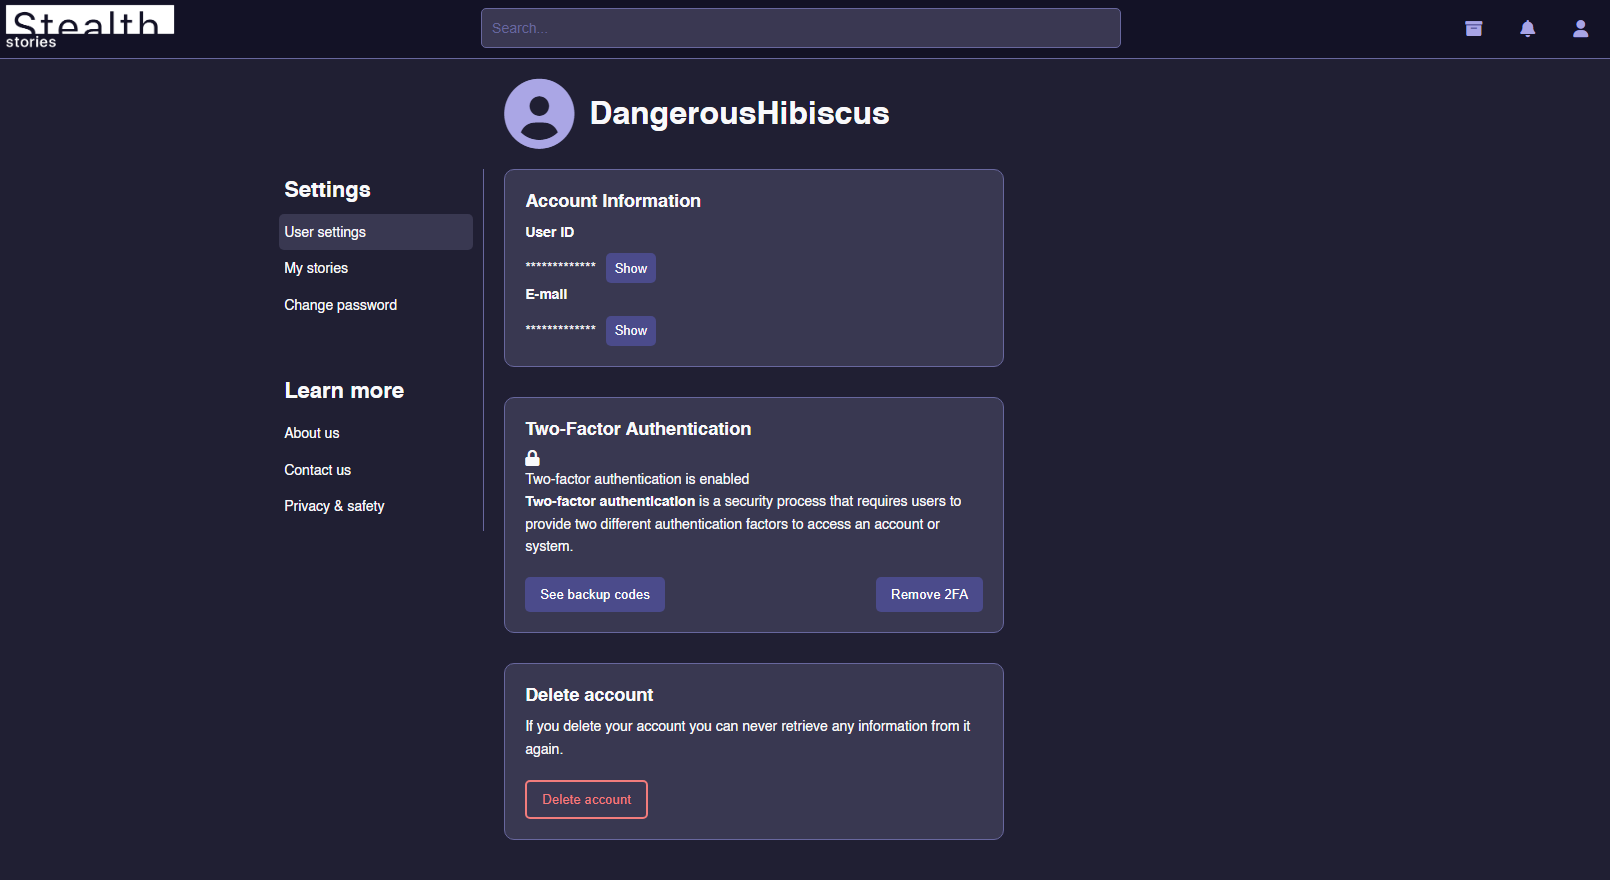 Stealth
stories
Search...
DangerousHibiscus
Settings
User settings
My stories
Change password
Learn more
About us
Contact us
Privacy & safety
Account Information
User ID
************* Show
E-mail
************* Show
Two-Factor Authentication
Two-factor authentication is enabled
Two-factor authentication is a security process that requires users to
provide two different authentication factors to access an account or
system.
See backup codes Remove 2FA
Delete account
If you delete your account you can never retrieve any information from it
again.
Delete account